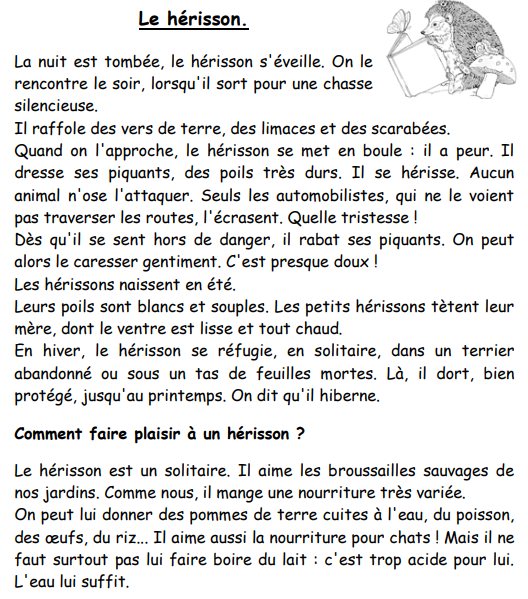 Le hérisson.
La nuit est tombée, le hérisson s'éveille. On le
rencontre le soir, lorsqu'il sort pour une chasse
silencieuse.
Il raffole des vers de terre, des limaces et des scarabées.
Quand on l'approche, le hérisson se met en boule : il a peur. Il
dresse ses piquants, des poils très durs. Il se hérisse. Aucun
animal n'ose l'attaquer. Seuls les automobilistes, qui ne le voient
pas traverser les routes, l'écrasent. Quelle tristesse !
Dès qu'il se sent hors de danger, il rabat ses piquants. On peut
alors le caresser gentiment. C'est presque doux !
Les hérissons naissent en été.
Leurs poils sont blancs et souples. Les petits hérissons tètent leur
mère, dont le ventre est lisse et tout chaud.
En hiver, le hérisson se réfugie, en solitaire, dans un terrier
abandonné ou sous un tas de feuilles mortes. Là, il dort, bien
protégé, jusqu'au printemps. On dit qu'il hiberne.
Comment faire plaisir à un hérisson ?
Le hérisson est un solitaire. Il aime les broussailles sauvages de
nos jardins. Comme nous, il mange une nourriture très variée.
On peut lui donner des pommes de terre cuites à l'eau, du poisson,
des œufs, du riz... Il aime aussi la nourriture pour chats ! Mais il ne
faut surtout pas lui faire boire du lait : c'est trop acide pour lui.
L'eau lui suffit.